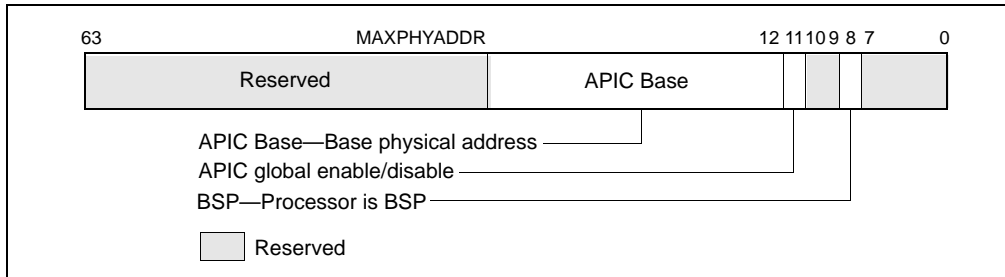 63 MAXPHYADDR 12 11 10 9 8 7 0
Reserved APIC Base
APIC Base—Base physical address
APIC global enable/disable
BSP—Processor is BSP
Reserved